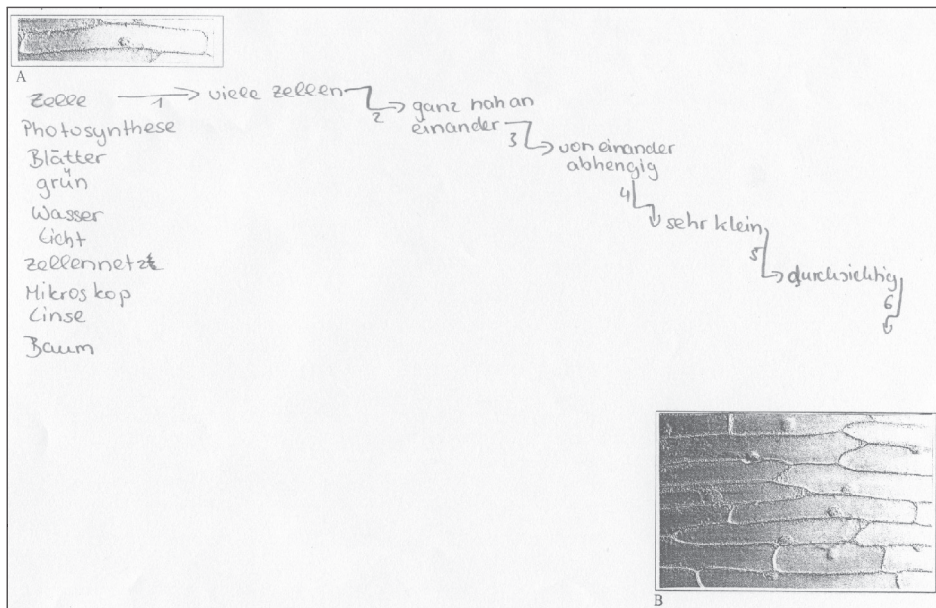 A
Zelle 1 viele zellen
2 ganz nah an
einander
3 von einander
abhengig
4
sehr klein
5
durchsichtig
6
Photosynthese
Blätter
grün
Wasser
Licht
Zellennetz
Mikroskop
Linse
Baum
B